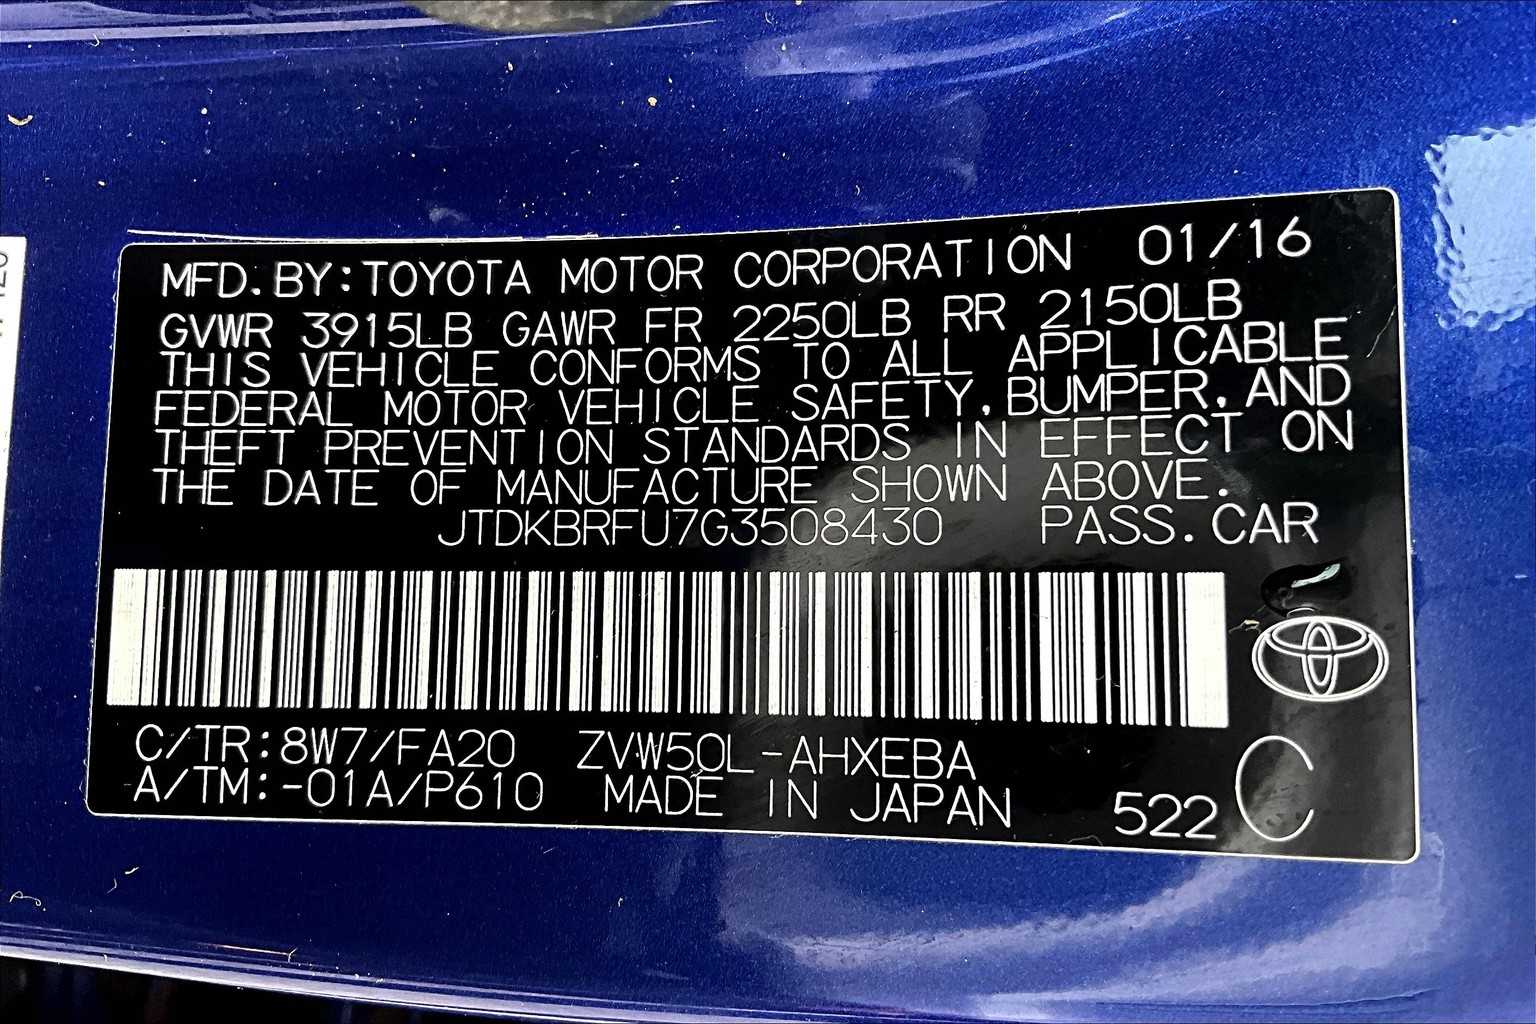 MFD. BY: TOYOTA MOTOR CORPORATION 01/16
GVWR 3915LB GAWR FR 2250LB RR 2150LB
THIS VEHICLE CONFORMS TO ALL APPLICABLE
FEDERAL MOTOR VEHICLE SAFETY, BUMPER, AND
THEFT PREVENTION STANDARDS IN EFFECT ON
THE DATE OF MANUFACTURE SHOWN ABOVE.
JTDKBRFU7G3508430 PASS. CAR
C/TR: 8W7/FA20 ZVW50L-AHXEBA
A/TM: -01A/P610 MADE IN JAPAN 522 C